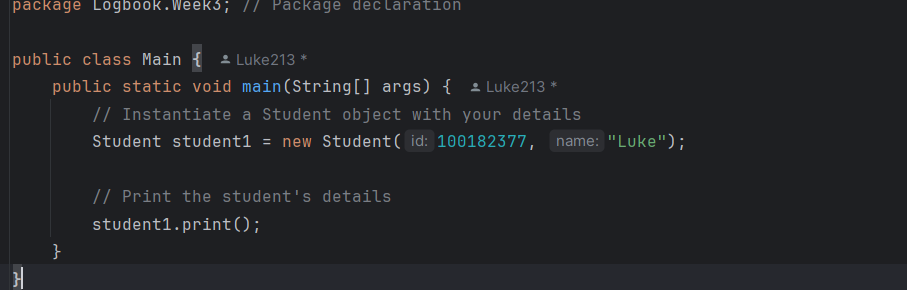 package Logbook.Week3; // Package declaration
public class Main { Luke213 *
public static void main(String[] args) { Luke213 *
// Instantiate a Student object with your details
Student student1 = new Student( id: 100182377, name: "Luke");
// Print the student's details
student1.print();
}
}